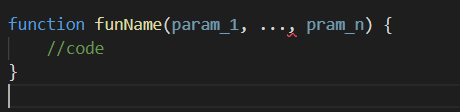 function funName(param_1, ..., pram_n) {
    //code
}